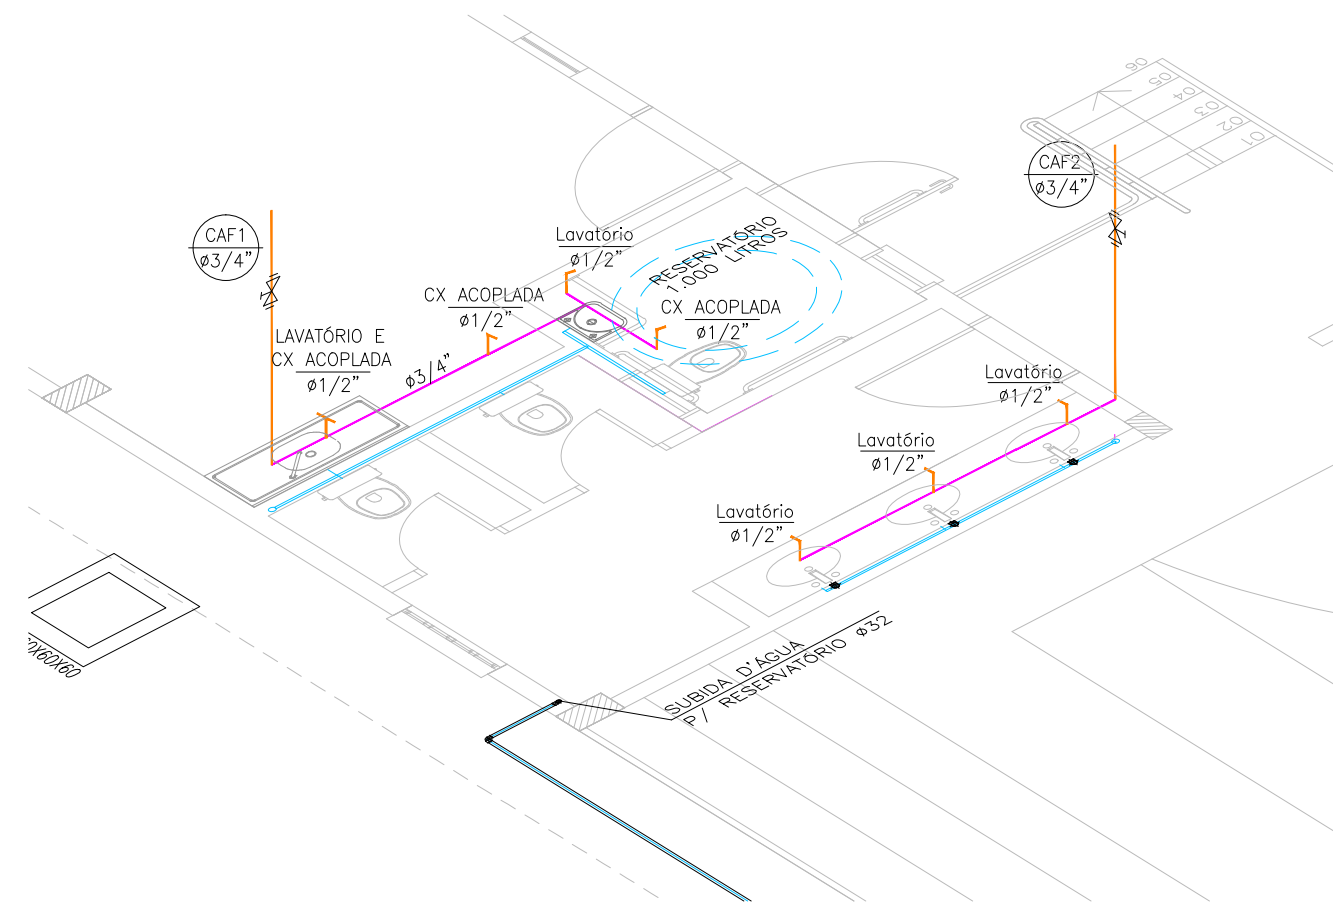 06
05
04
03
02
01
CAF2
ø3/4"
CAF1
ø3/4"
Lavatório
ø1/2"
RESERVATÓRIO
1.000 LITROS
CX ACOPLADA
ø1/2"
CX ACOPLADA
ø1/2"
LAVATÓRIO E
CX ACOPLADA
ø1/2"
ø3/4"
Lavatório
ø1/2"
Lavatório
ø1/2"
Lavatório
ø1/2"
SUBIDA D'ÁGUA
P/ RESERVATÓRIO ø32
0X60X60